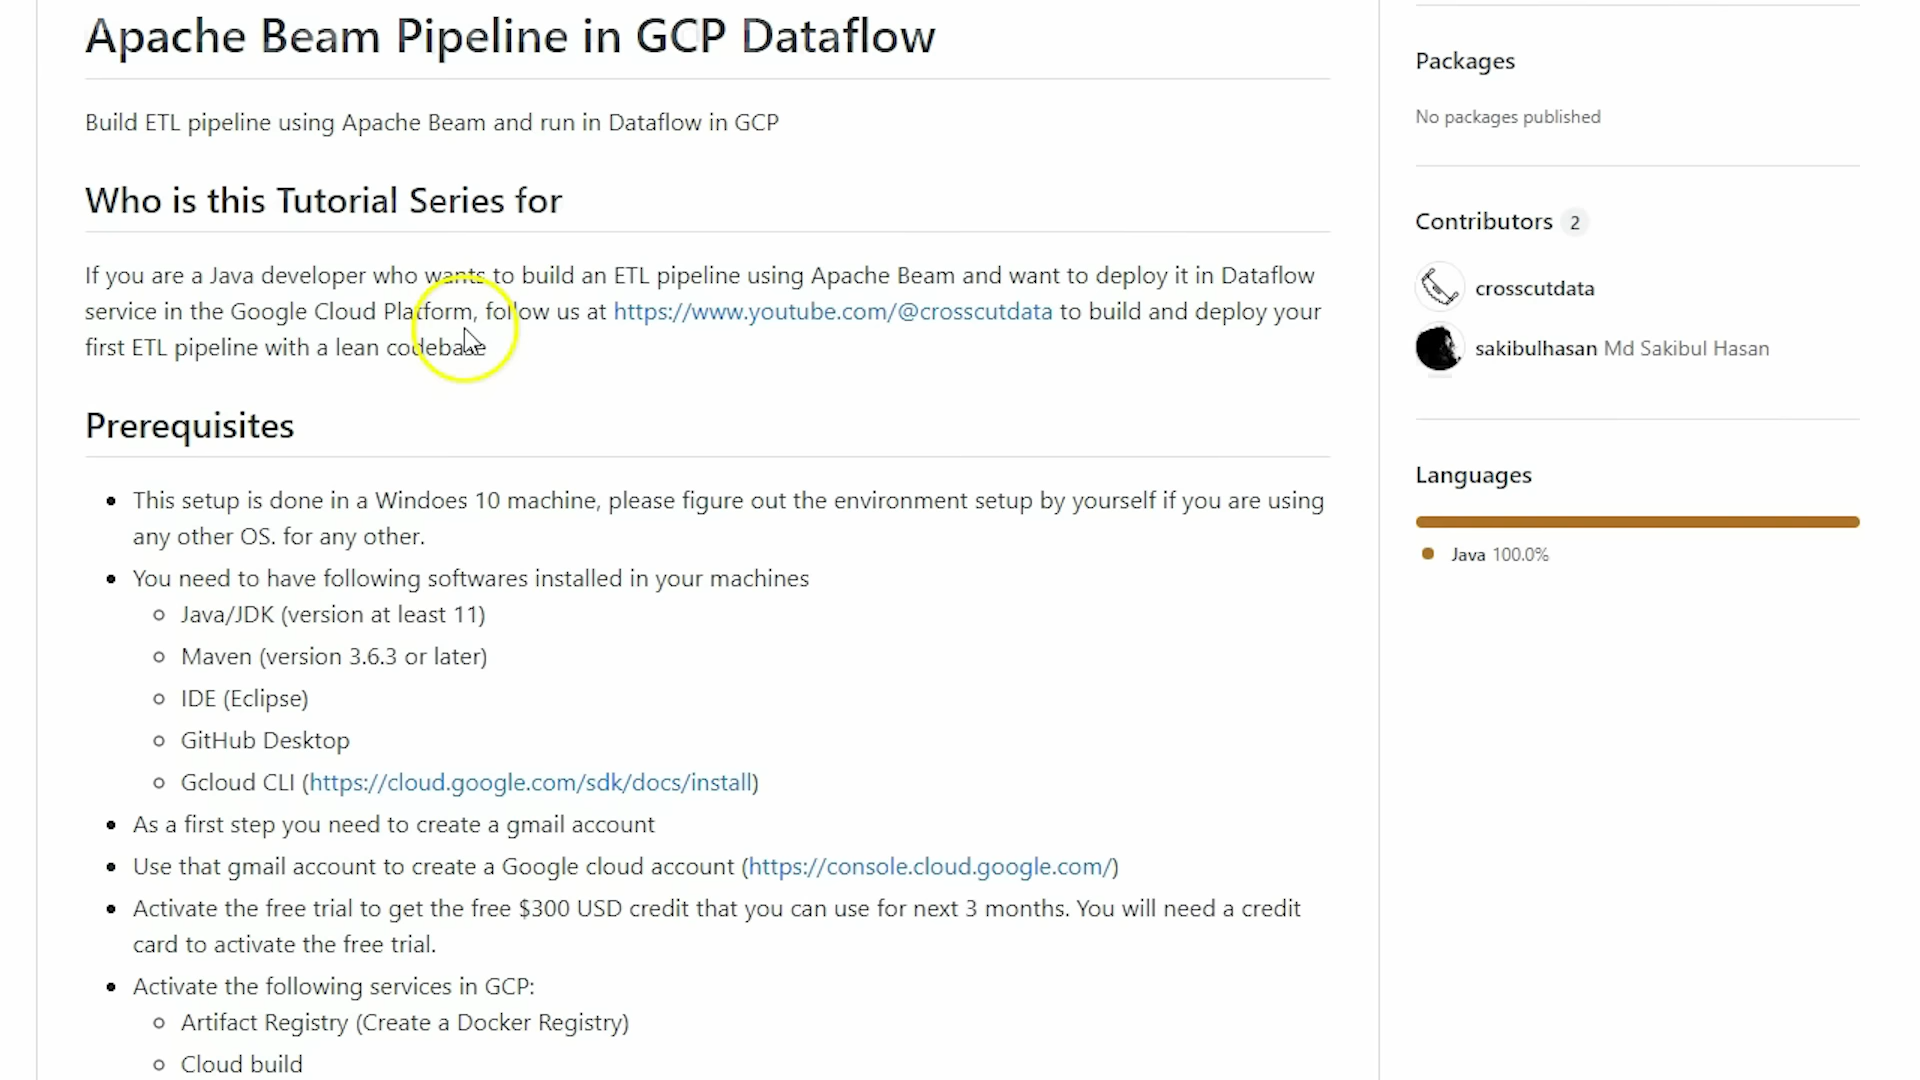 Apache Beam Pipeline in GCP Dataflow
Build ETL pipeline using Apache Beam and run in Dataflow in GCP
Who is this Tutorial Series for
If you are a Java developer who wants to build an ETL pipeline using Apache Beam and want to deploy it in Dataflow
service in the Google Cloud Platform, follow us at https://www.youtube.com/@crosscutdata to build and deploy your
first ETL pipeline with a lean codebase
Prerequisites
This setup is done in a Windoes 10 machine, please figure out the environment setup by yourself if you are using
any other OS. for any other.
You need to have following softwares installed in your machines
Java/JDK (version at least 11)
Maven (version 3.6.3 or later)
IDE (Eclipse)
GitHub Desktop
Gcloud CLI (https://cloud.google.com/sdk/docs/install)
As a first step you need to create a gmail account
Use that gmail account to create a Google cloud account (https://console.cloud.google.com/)
Activate the free trial to get the free $300 USD credit that you can use for next 3 months. You will need a credit
card to activate the free trial.
Activate the following services in GCP:
Artifact Registry (Create a Docker Registry)
Cloud build
Packages
No packages published
Contributors 2
crosscutdata
sakibulhasan Md Sakibul Hasan
Languages
Java 100.0%